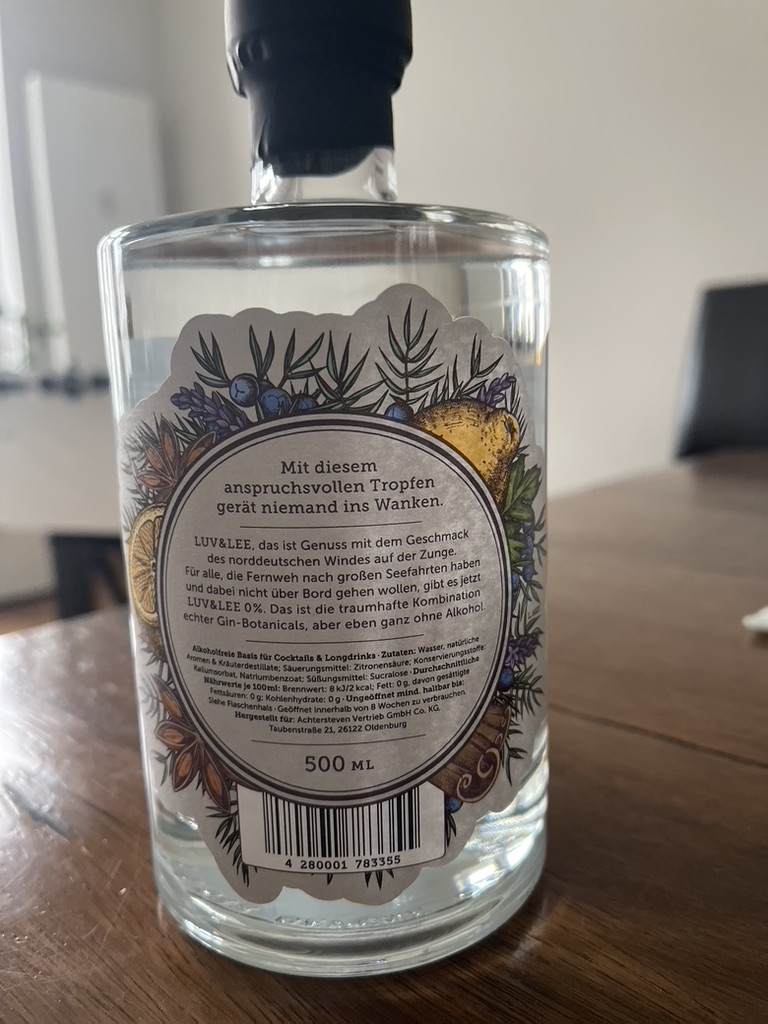 Mit diesem
anspruchsvollen Tropfen
gerät niemand ins Wanken.
LUV&LEE, das ist Genuss mit dem Geschmack
des norddeutschen Windes auf der Zunge.
Für alle, die Fernweh nach großen Seefahrten haben
und dabei nicht über Bord gehen wollen, gibt es jetzt
LUV&LEE 0%. Das ist die traumhafte Kombination
echter Gin-Botanicals, aber eben ganz ohne Alkohol.
Alkoholfreie Basis für Cocktails & Longdrinks · Zutaten: Wasser, natürliche
Aromen & Kräuterdestillate; Säuerungsmittel: Zitronensäure; Konservierungsstoffe:
Kaliumsorbat, Natriumbenzoat; Süßungsmittel: Sucralose · Durchschnittliche
Nährwerte je 100ml: Brennwert: 8 kJ/2 kcal; Fett: 0 g, davon gesättigte
Fettsäuren: 0 g; Kohlenhydrate: 0 g · Ungeöffnet mind. haltbar bis:
Siehe Flaschenhals · Geöffnet innerhalb von 8 Wochen zu verbrauchen.
Hergestellt für: Achtersteven Vertrieb GmbH Co. KG,
Taubenstraße 21, 26122 Oldenburg
500 ML
4 280001 783355